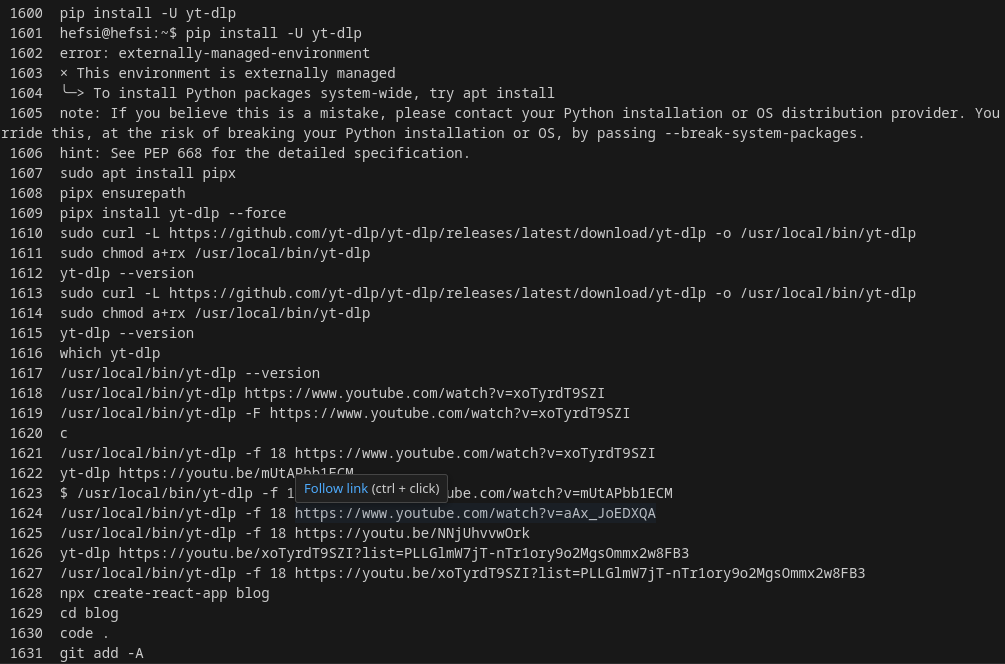 1600 pip install -U yt-dlp
1601 hefsi@hefsi:~$ pip install -U yt-dlp
1602 error: externally-managed-environment
1603 × This environment is externally managed
1604 ╰─> To install Python packages system-wide, try apt install
1605 note: If you believe this is a mistake, please contact your Python installation or OS distribution provider. You
rride this, at the risk of breaking your Python installation or OS, by passing --break-system-packages.
1606 hint: See PEP 668 for the detailed specification.
1607 sudo apt install pipx
1608 pipx ensurepath
1609 pipx install yt-dlp --force
1610 sudo curl -L https://github.com/yt-dlp/yt-dlp/releases/latest/download/yt-dlp -o /usr/local/bin/yt-dlp
1611 sudo chmod a+rx /usr/local/bin/yt-dlp
1612 yt-dlp --version
1613 sudo curl -L https://github.com/yt-dlp/yt-dlp/releases/latest/download/yt-dlp -o /usr/local/bin/yt-dlp
1614 sudo chmod a+rx /usr/local/bin/yt-dlp
1615 yt-dlp --version
1616 which yt-dlp
1617 /usr/local/bin/yt-dlp --version
1618 /usr/local/bin/yt-dlp https://www.youtube.com/watch?v=xoTyrdT9SZI
1619 /usr/local/bin/yt-dlp -F https://www.youtube.com/watch?v=xoTyrdT9SZI
1620 c
1621 /usr/local/bin/yt-dlp -f 18 https://www.youtube.com/watch?v=xoTyrdT9SZI
1622 yt-dlp https://youtu.be/mUtAPbb1ECM
Follow link (ctrl + click)
1623 $ /usr/local/bin/yt-dlp -f 1 ube.com/watch?v=mUtAPbb1ECM
1624 /usr/local/bin/yt-dlp -f 18 https://www.youtube.com/watch?v=aAx_JoEDXQA
1625 /usr/local/bin/yt-dlp -f 18 https://youtu.be/NNjUhvvwOrk
1626 yt-dlp https://youtu.be/xoTyrdT9SZI?list=PLLGlmW7jT-nTr1ory9o2MgsOmmx2w8FB3
1627 /usr/local/bin/yt-dlp -f 18 https://youtu.be/xoTyrdT9SZI?list=PLLGlmW7jT-nTr1ory9o2MgsOmmx2w8FB3
1628 npx create-react-app blog
1629 cd blog
1630 code .
1631 git add -A